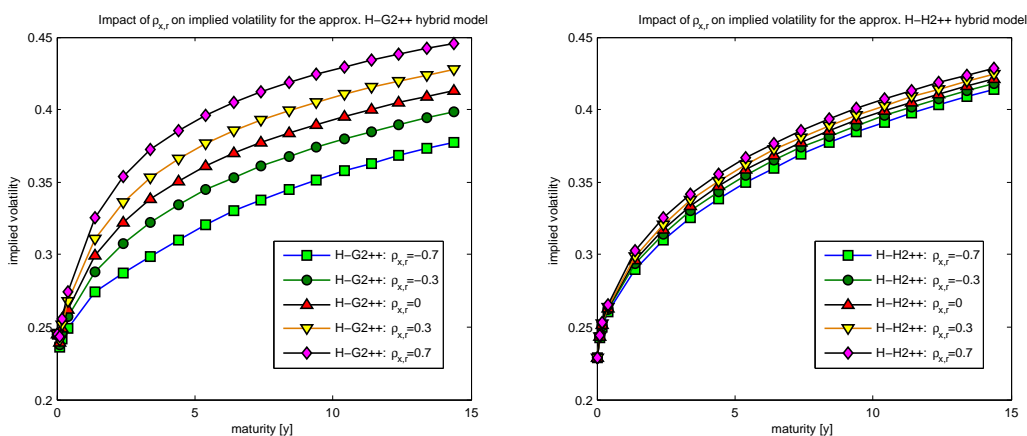 Impact of ρx,r on implied volatility for the approx. H−G2++ hybrid model
0.45
0.4
0.35
0.3
0.25
0.2
implied volatility
H−G2++: ρx,r=−0.7
H−G2++: ρx,r=−0.3
H−G2++: ρx,r=0
H−G2++: ρx,r=0.3
H−G2++: ρx,r=0.7
0 5 10 15
maturity [y]
Impact of ρx,r on implied volatility for the approx. H−H2++ hybrid model
0.45
0.4
0.35
0.3
0.25
0.2
implied volatility
H−H2++: ρx,r=−0.7
H−H2++: ρx,r=−0.3
H−H2++: ρx,r=0
H−H2++: ρx,r=0.3
H−H2++: ρx,r=0.7
0 5 10 15
maturity [y]